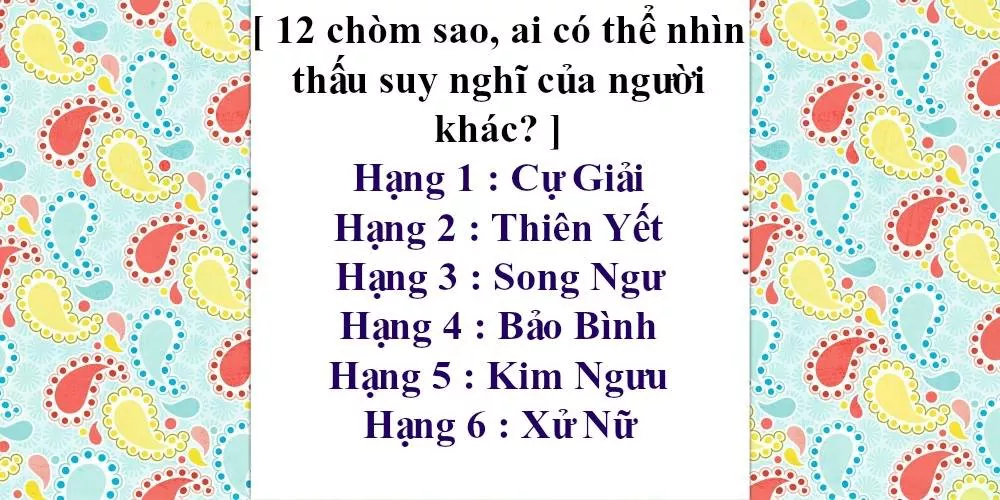 [ 12 chòm sao, ai có thể nhìn
thấu suy nghĩ của người
khác? ]
Hạng 1 : Cự Giải
Hạng 2 : Thiên Yết
Hạng 3 : Song Ngư
Hạng 4 : Bảo Bình
Hạng 5 : Kim Ngưu
Hạng 6 : Xử Nữ